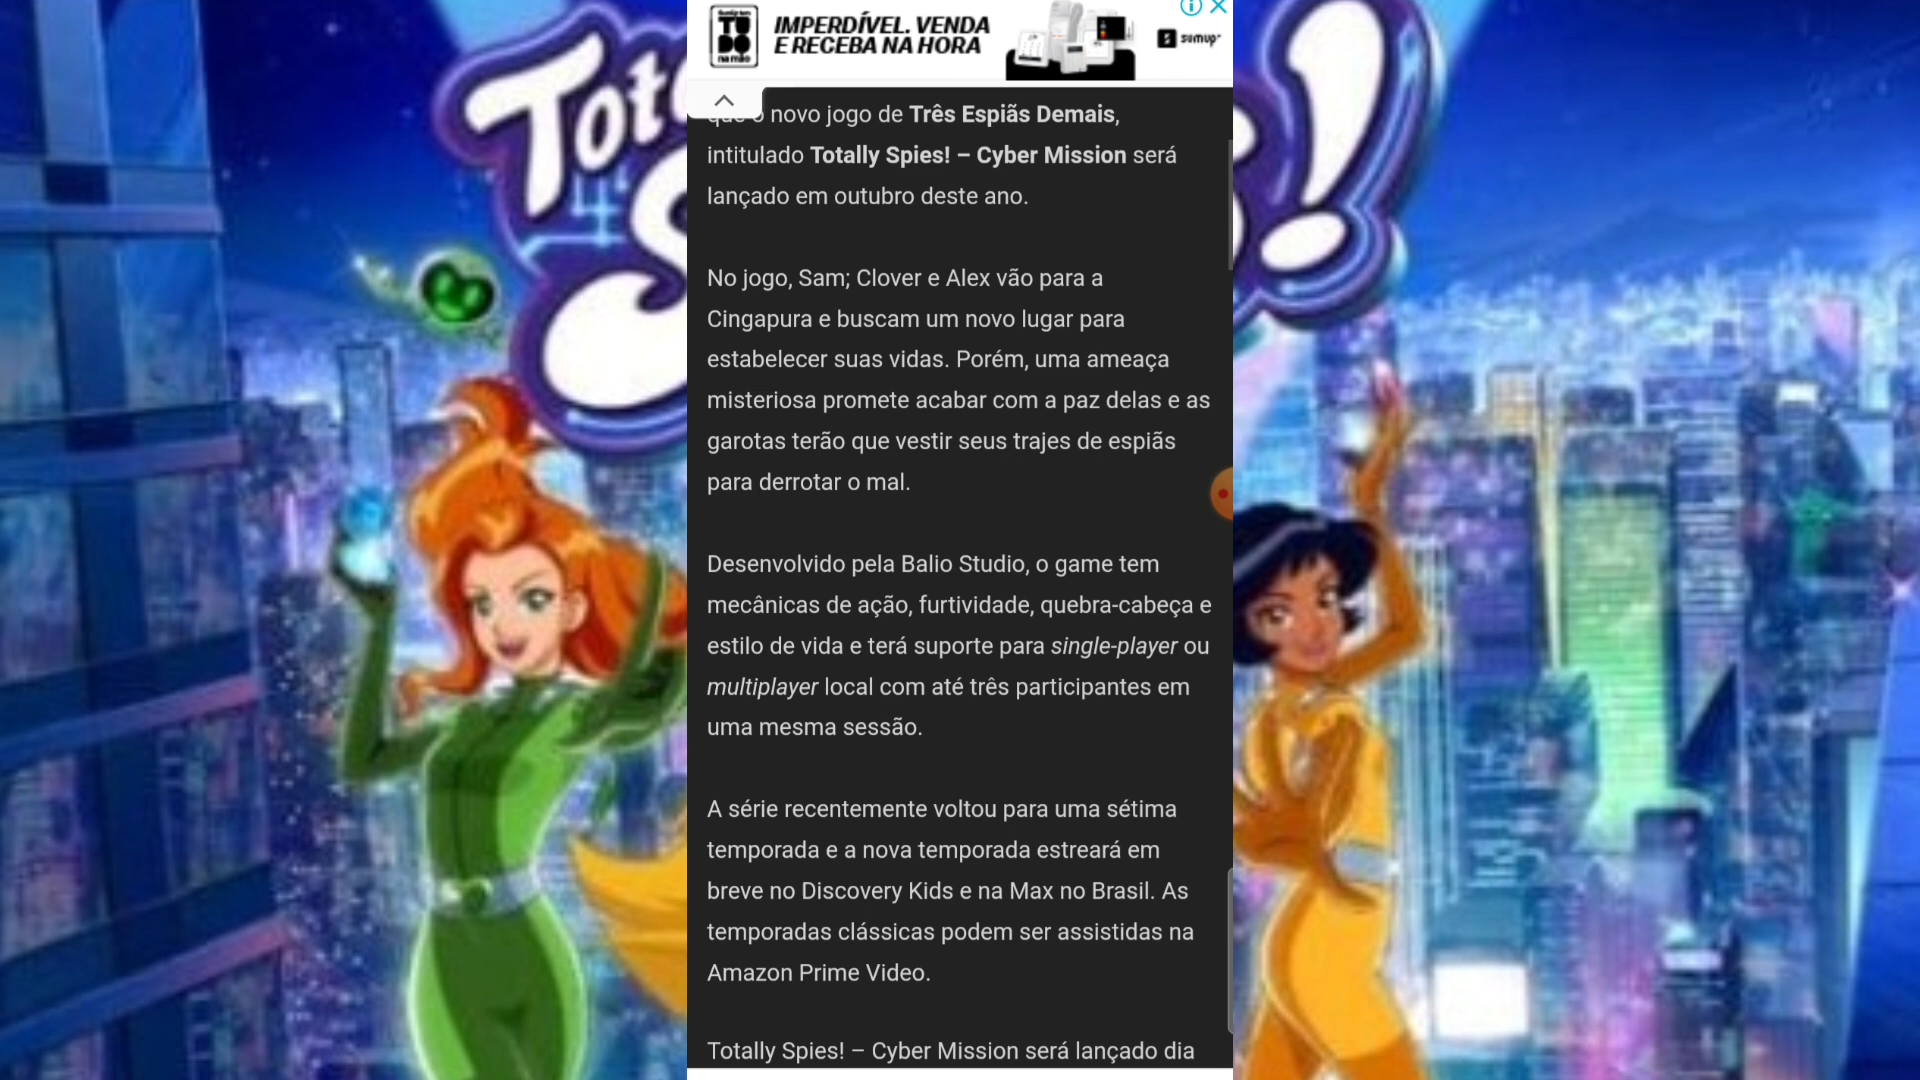 TUDO
na mão
IMPERDÍVEL. VENDA
E RECEBA NA HORA
sumup
Tot
S
!
que o novo jogo de Três Espiãs Demais,
intitulado Totally Spies! – Cyber Mission será
lançado em outubro deste ano.
No jogo, Sam; Clover e Alex vão para a
Cingapura e buscam um novo lugar para
estabelecer suas vidas. Porém, uma ameaça
misteriosa promete acabar com a paz delas e as
garotas terão que vestir seus trajes de espiãs
para derrotar o mal.
Desenvolvido pela Balio Studio, o game tem
mecânicas de ação, furtividade, quebra-cabeça e
estilo de vida e terá suporte para single-player ou
multiplayer local com até três participantes em
uma mesma sessão.
A série recentemente voltou para uma sétima
temporada e a nova temporada estreará em
breve no Discovery Kids e na Max no Brasil. As
temporadas clássicas podem ser assistidas na
Amazon Prime Video.
Totally Spies! – Cyber Mission será lançado dia